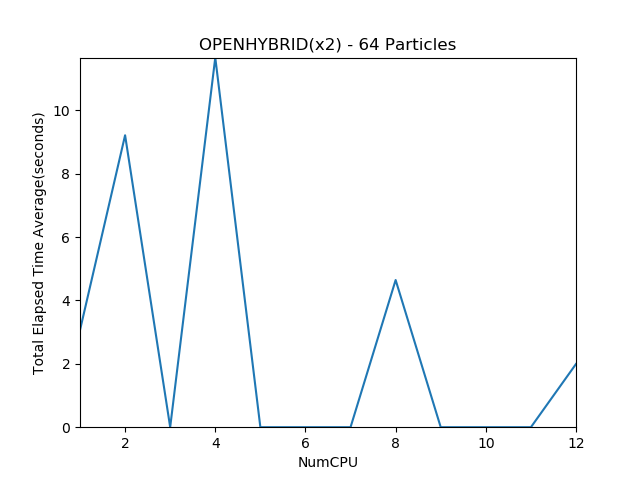 OPENHYBRID(x2) - 64 Particles
Total Elapsed Time Average(seconds)
10
8
6
4
2
0
2 4 6 8 10 12
NumCPU